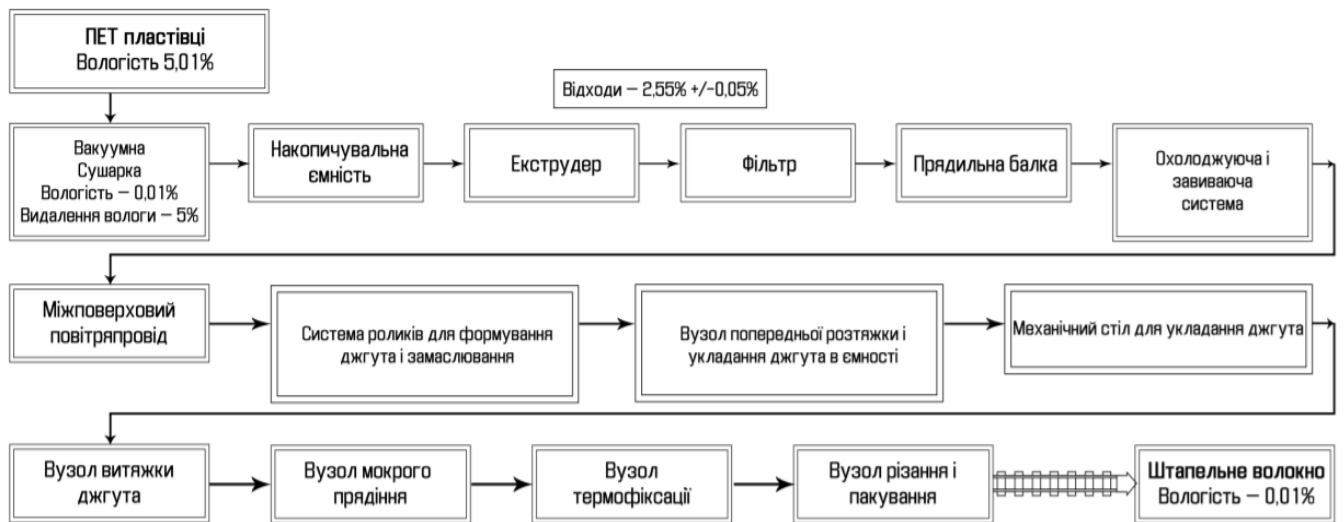 ПЕТ пластівці
Вологість 5,01%
Відходи – 2,55% +/-0,05%
Вакуумна
Сушарка
Вологість – 0,01%
Видалення вологи – 5%
Накопичувальна
ємність
Екструдер
Фільтр
Прядильна балка
Охолоджуюча і
завиваюча
система
Міжповерховий
повітряпровід
Система роликів для формування
джгута і замаслювання
Вузол попередньої розтяжки і
укладання джгута в ємності
Механічний стіл для укладання джгута
Вузол витяжки
джгута
Вузол мокрого
прядіння
Вузол
термофіксації
Вузол різання і
пакування
Штапельне волокно
Вологість – 0,01%